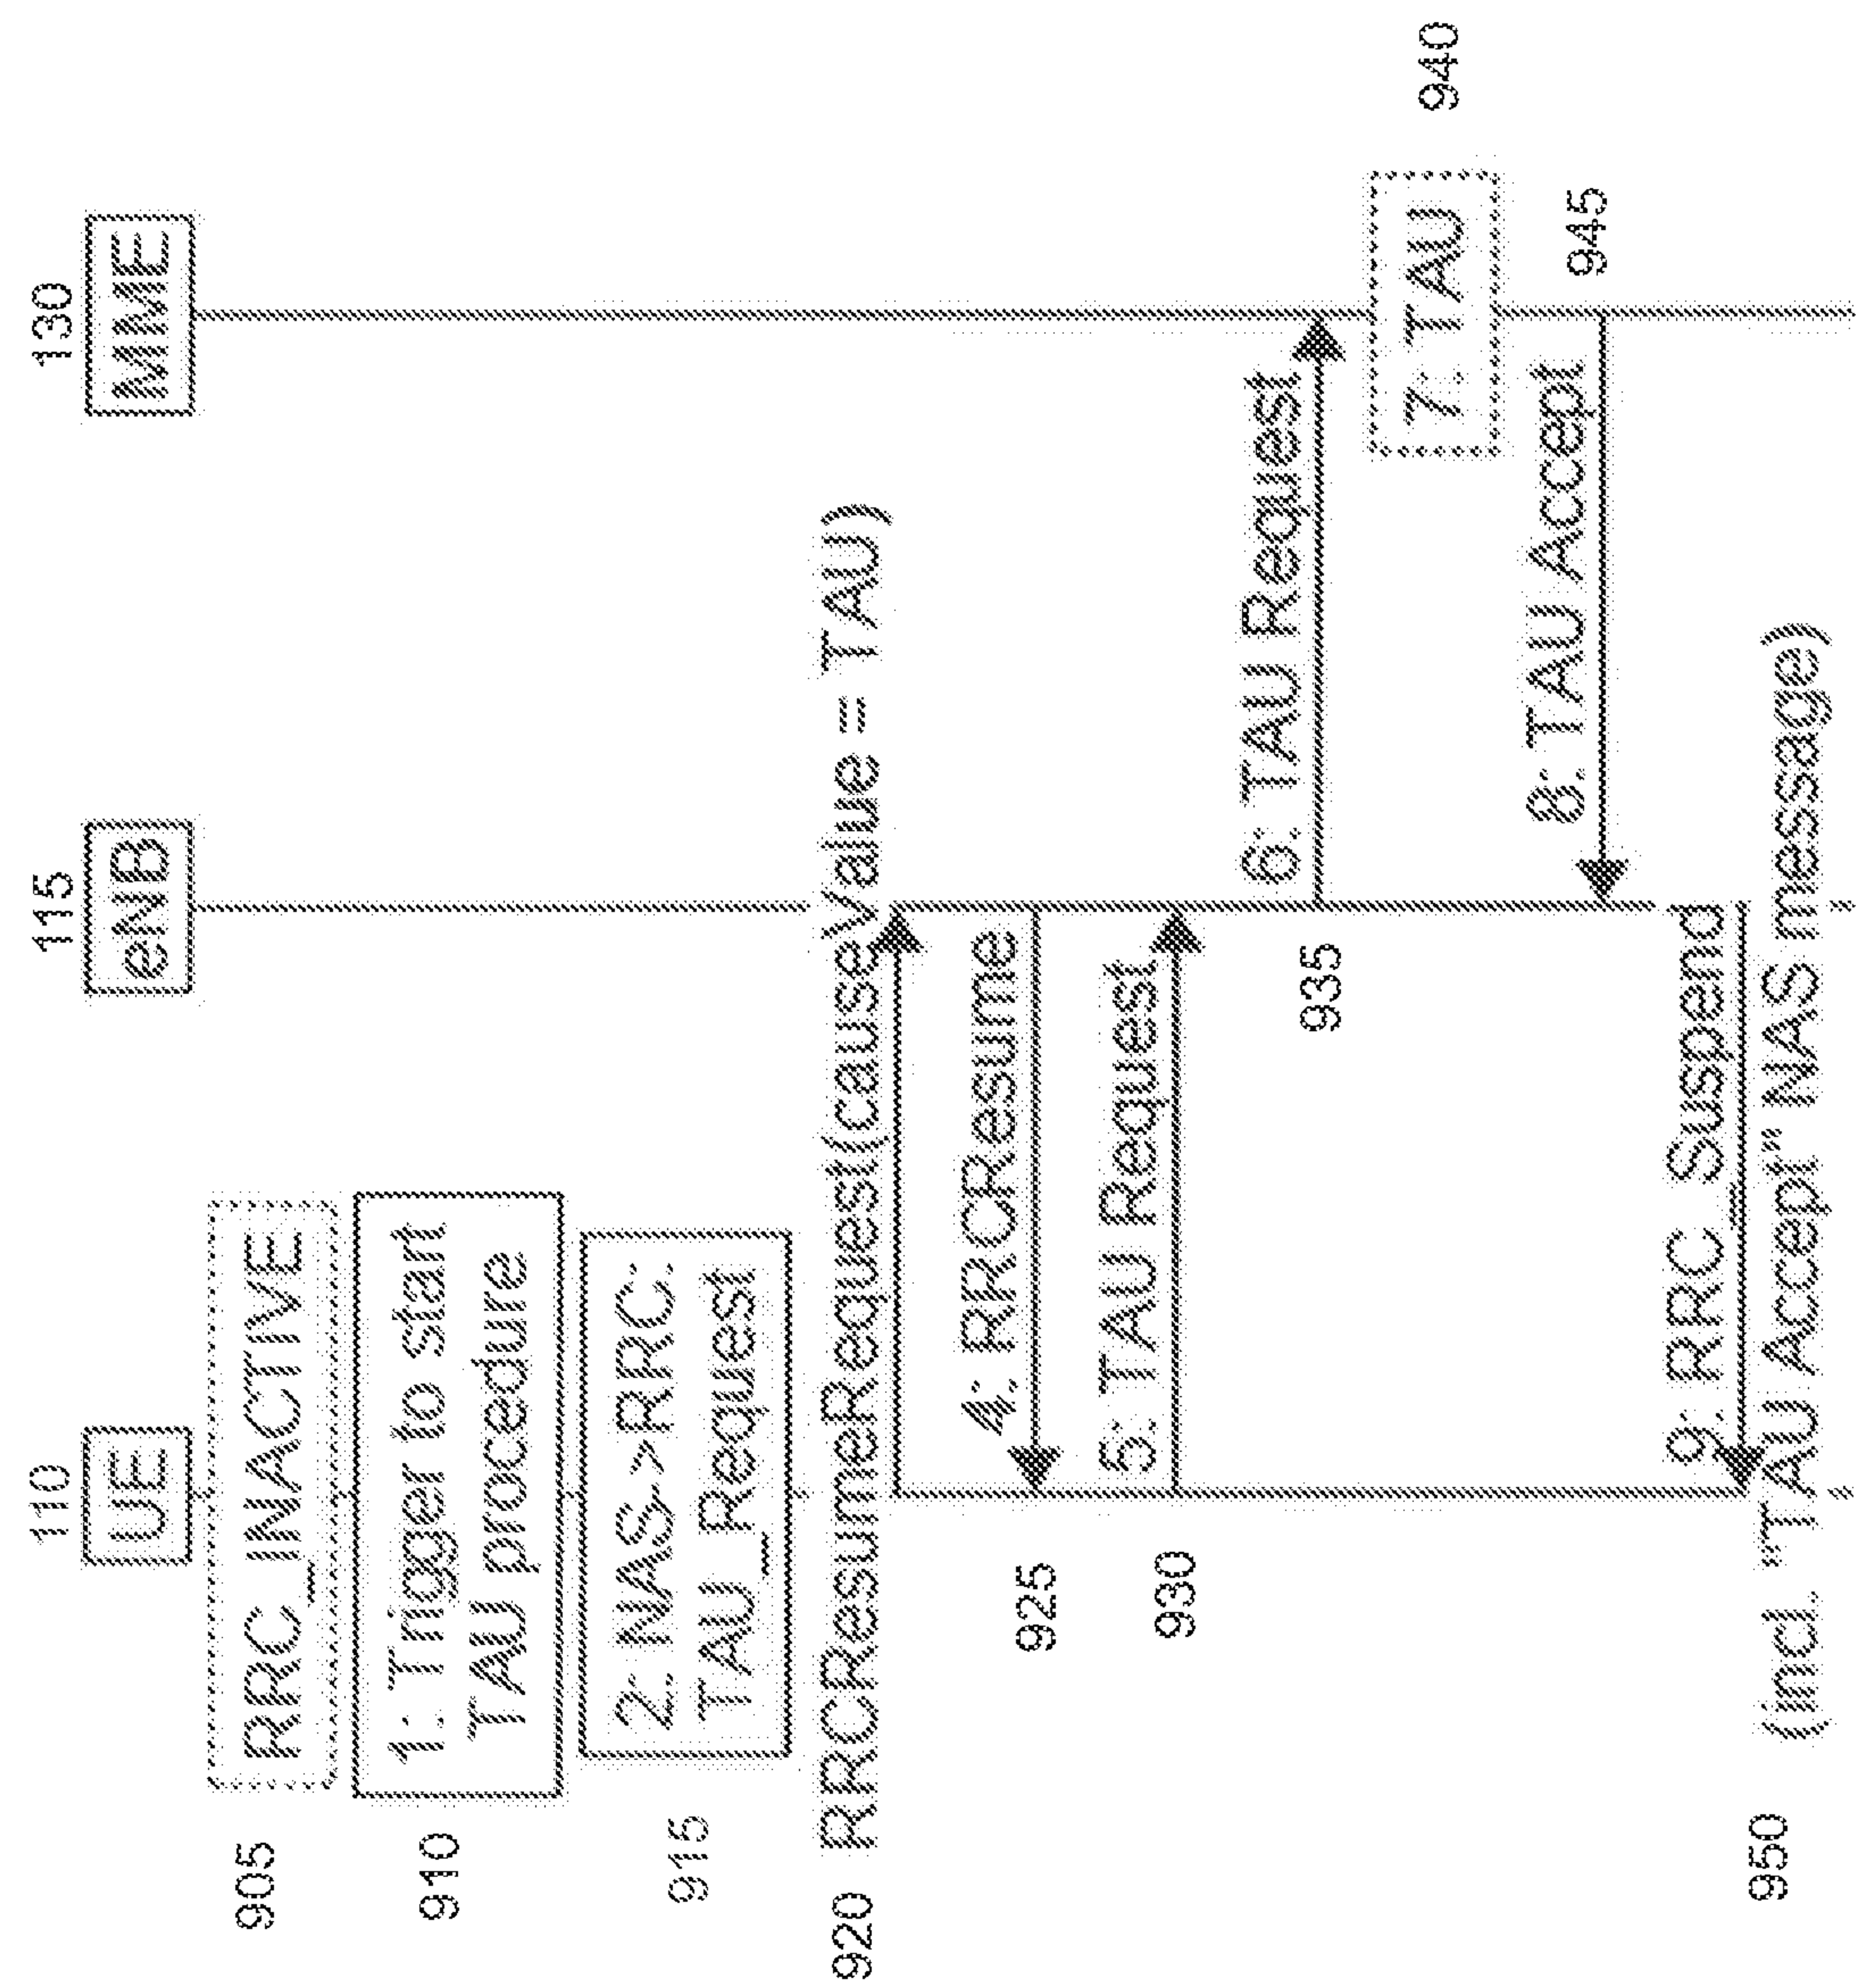 110
115
130
UE
eNB
MME
905
RRC_INACTIVE
910
1: Trigger to start
TAU procedure
915
2: NAS->RRC:
TAU_Request
920
RRCResumeRequest(causeValue = TAU)
4: RRCResume
925
5: TAU Request
930
6: TAU Request
935
7: TAU
940
8: TAU Accept
945
9: RRC_Suspend
950
(incl. "TAU Accept" NAS message)